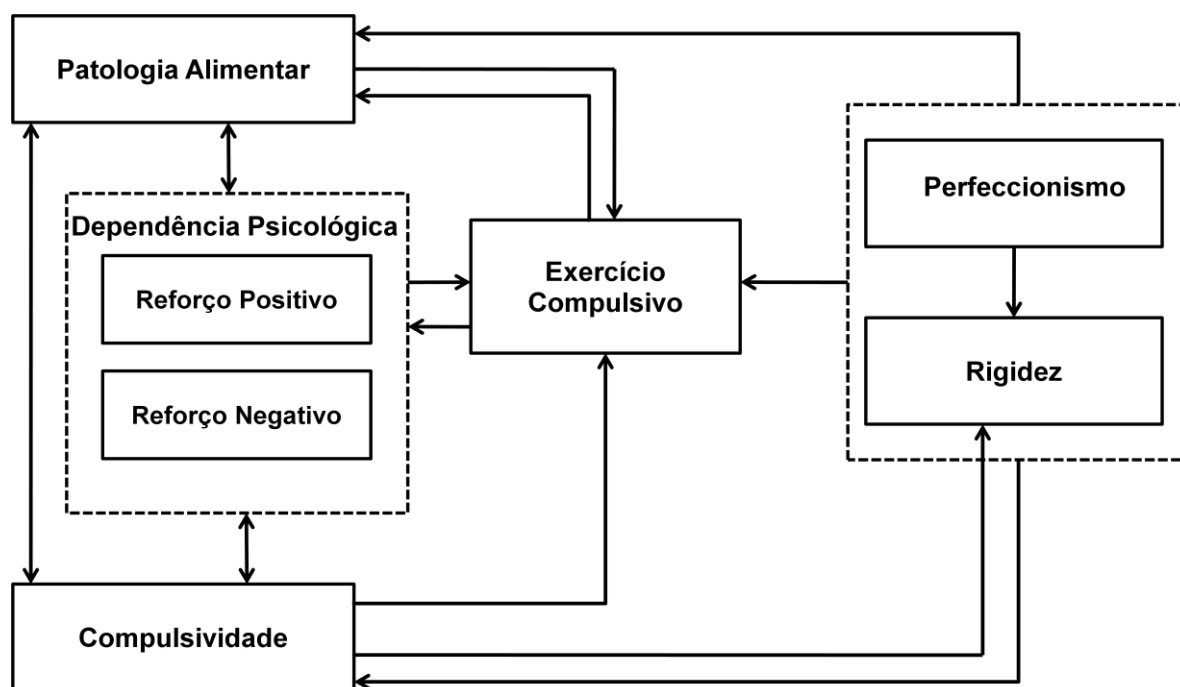 Patologia Alimentar
Perfeccionismo
Dependência Psicológica
Reforço Positivo
Exercício
Compulsivo
Rigidez
Reforço Negativo
Compulsividade